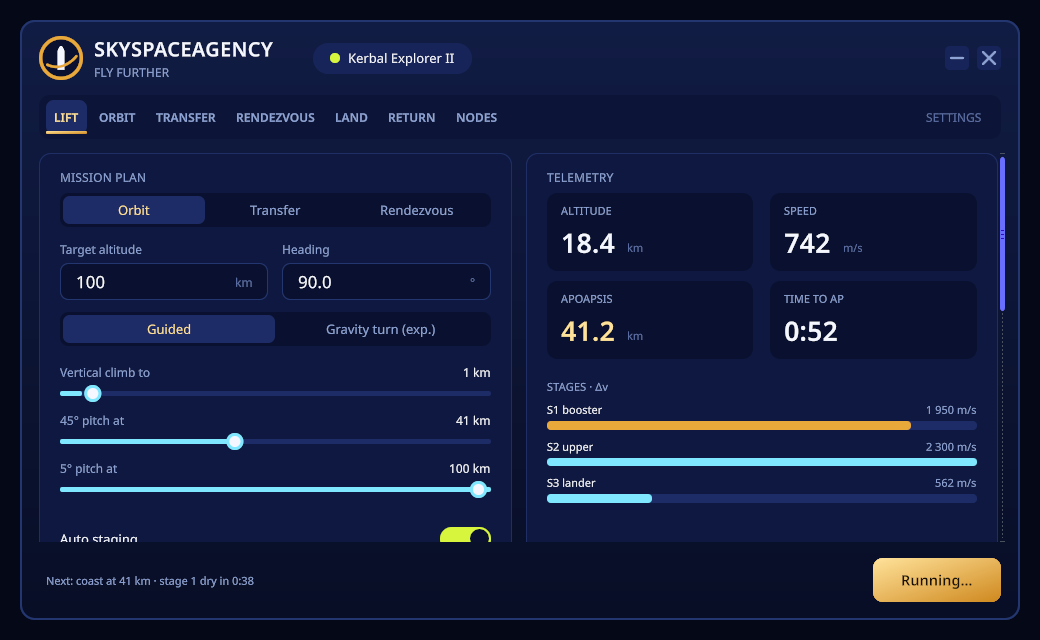 SKYSPACEAGENCY
FLY FURTHER
Kerbal Explorer II
LIFT ORBIT TRANSFER RENDEZVOUS LAND RETURN NODES SETTINGS
MISSION PLAN
Orbit Transfer Rendezvous
Target altitude Heading
100 km 90.0 °
Guided Gravity turn (exp.)
Vertical climb to 1 km
45° pitch at 41 km
5° pitch at 100 km
Auto staging
TELEMETRY
ALTITUDE SPEED
18.4 km 742 m/s
APOAPSIS TIME TO AP
41.2 km 0:52
STAGES · Δv
S1 booster 1 950 m/s
S2 upper 2 300 m/s
S3 lander 562 m/s
Next: coast at 41 km · stage 1 dry in 0:38
Running...